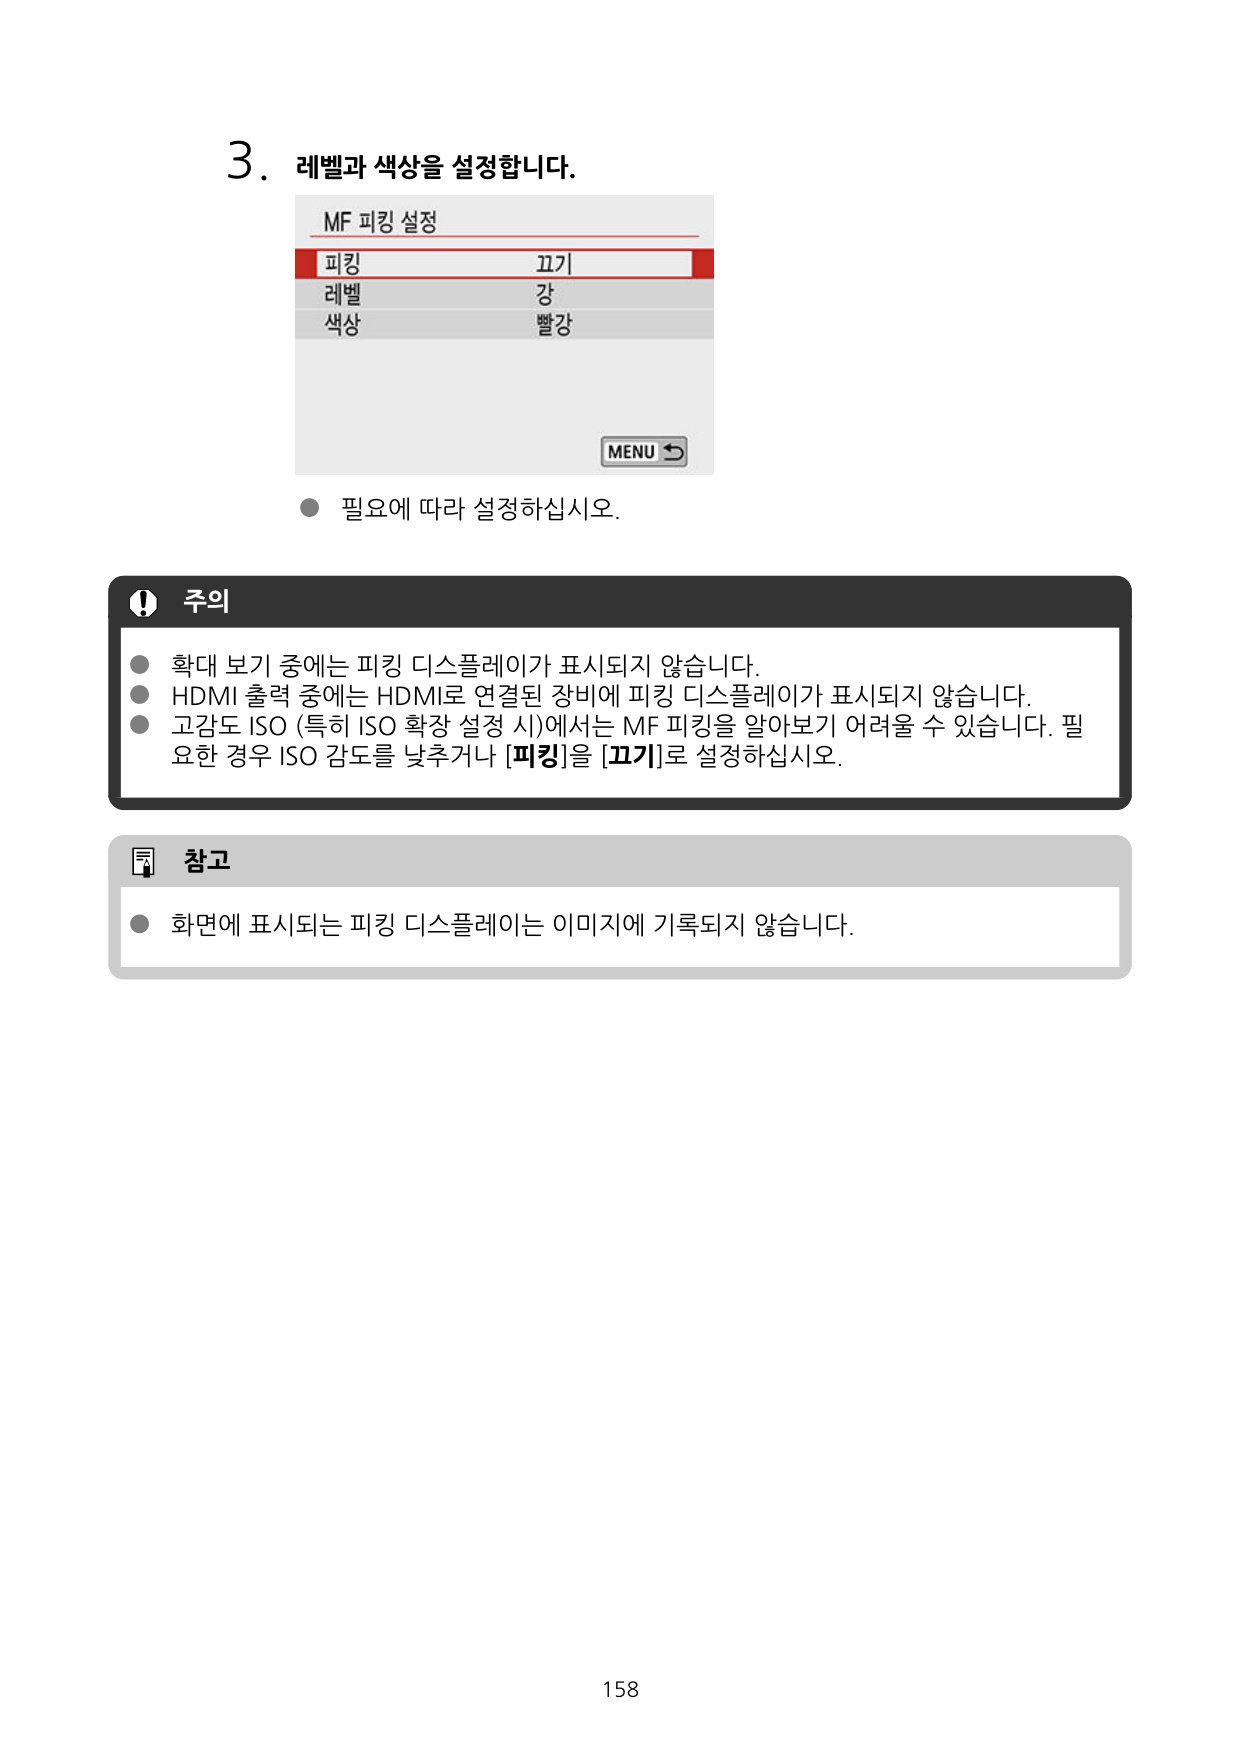 3. 레벨과 색상을 설정합니다.
MF 피킹 설정
피킹 끄기
레벨 강
색상 빨강
MENU
● 필요에 따라 설정하십시오.
주의
● 확대 보기 중에는 피킹 디스플레이가 표시되지 않습니다.
● HDMI 출력 중에는 HDMI로 연결된 장비에 피킹 디스플레이가 표시되지 않습니다.
● 고감도 ISO (특히 ISO 확장 설정 시)에서는 MF 피킹을 알아보기 어려울 수 있습니다. 필
요한 경우 ISO 감도를 낮추거나 [피킹]을 [끄기]로 설정하십시오.
참고
● 화면에 표시되는 피킹 디스플레이는 이미지에 기록되지 않습니다.
158